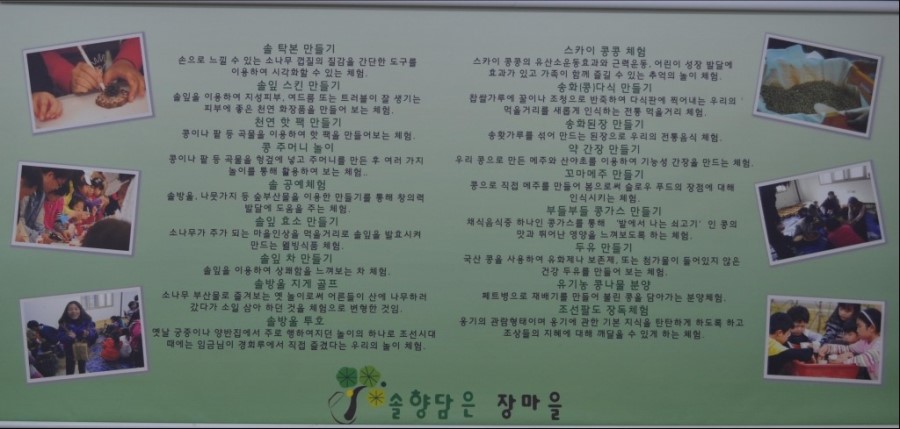 솔 탁본 만들기
손으로 느낄 수 있는 소나무 껍질의 질감을 간단한 도구를
이용하여 시각화할 수 있는 체험.
솔잎 스킨 만들기
솔잎을 이용하여 지성피부, 여드름 또는 트러블이 잘 생기는
피부에 좋은 천연 화장품을 만들어 보는 체험.
천연 핫 팩 만들기
콩이나 팥 등 곡물을 이용하여 핫 팩을 만들어보는 체험.
콩 주머니 놀이
콩이나 팥 등 곡물을 헝겊에 넣고 주머니를 만든 후 여러 가지
놀이를 통해 활용하여 보는 체험..
솔 공예체험
솔방울, 나뭇가지 등 숲부산물을 이용한 만들기를 통해 창의력
발달에 도움을 주는 체험.
솔잎 효소 만들기
소나무가 주가 되는 마을인상을 먹을거리로 솔잎을 발효시켜
만드는 웰빙식품 체험.
솔잎 차 만들기
솔잎을 이용하여 상쾌함을 느껴보는 차 체험.
솔방울 지게 골프
소나무 부산물로 즐겨보는 옛 놀이로써 어른들이 산에 나무하러
갔다가 소일 삼아 하던 것을 체험으로 변형한 것임.
솔방울 투호
옛날 궁중이나 양반집에서 주로 행하여지던 놀이의 하나로 조선시대
때에는 임금님이 경회루에서 직접 즐겼다는 우리의 놀이 체험.
스카이 콩콩 체험
스카이 콩콩의 유산소운동효과와 근력운동, 어린이 성장 발달에
효과가 있고 가족이 함께 즐길 수 있는 추억의 놀이 체험.
송화(콩)다식 만들기
찹쌀가루에 꿀이나 조청으로 반죽하여 다식판에 찍어내는 우리의
먹을거리를 새롭게 인식하는 전통 먹을거리 체험.
송화된장 만들기
송홧가루를 섞어 만드는 된장으로 우리의 전통음식 체험.
약 간장 만들기
우리 콩으로 만든 메주와 산야초를 이용하여 기능성 간장을 만드는 체험.
꼬마메주 만들기
콩으로 직접 메주를 만들어 봄으로써 슬로우 푸드의 장점에 대해
인식시키는 체험.
부들부들 콩가스 만들기
채식음식중 하나인 콩가스를 통해 '밭에서 나는 쇠고기' 인 콩의
맛과 뛰어난 영양을 느껴보도록 하는 체험.
두유 만들기
국산 콩을 사용하여 유화제나 보존제, 또는 첨가물이 들어있지 않은
건강 두유를 만들어 보는 체험.
유기농 콩나물 분양
페트병으로 재배기를 만들어 불린 콩을 담아가는 분양체험.
조선팔도 장독체험
옹기의 관람형태이며 옹기에 관한 기본 지식을 탄탄하게 하도록 하고
조상들의 지혜에 대해 깨달을 수 있게 하는 체험.
솔향담은 장마을